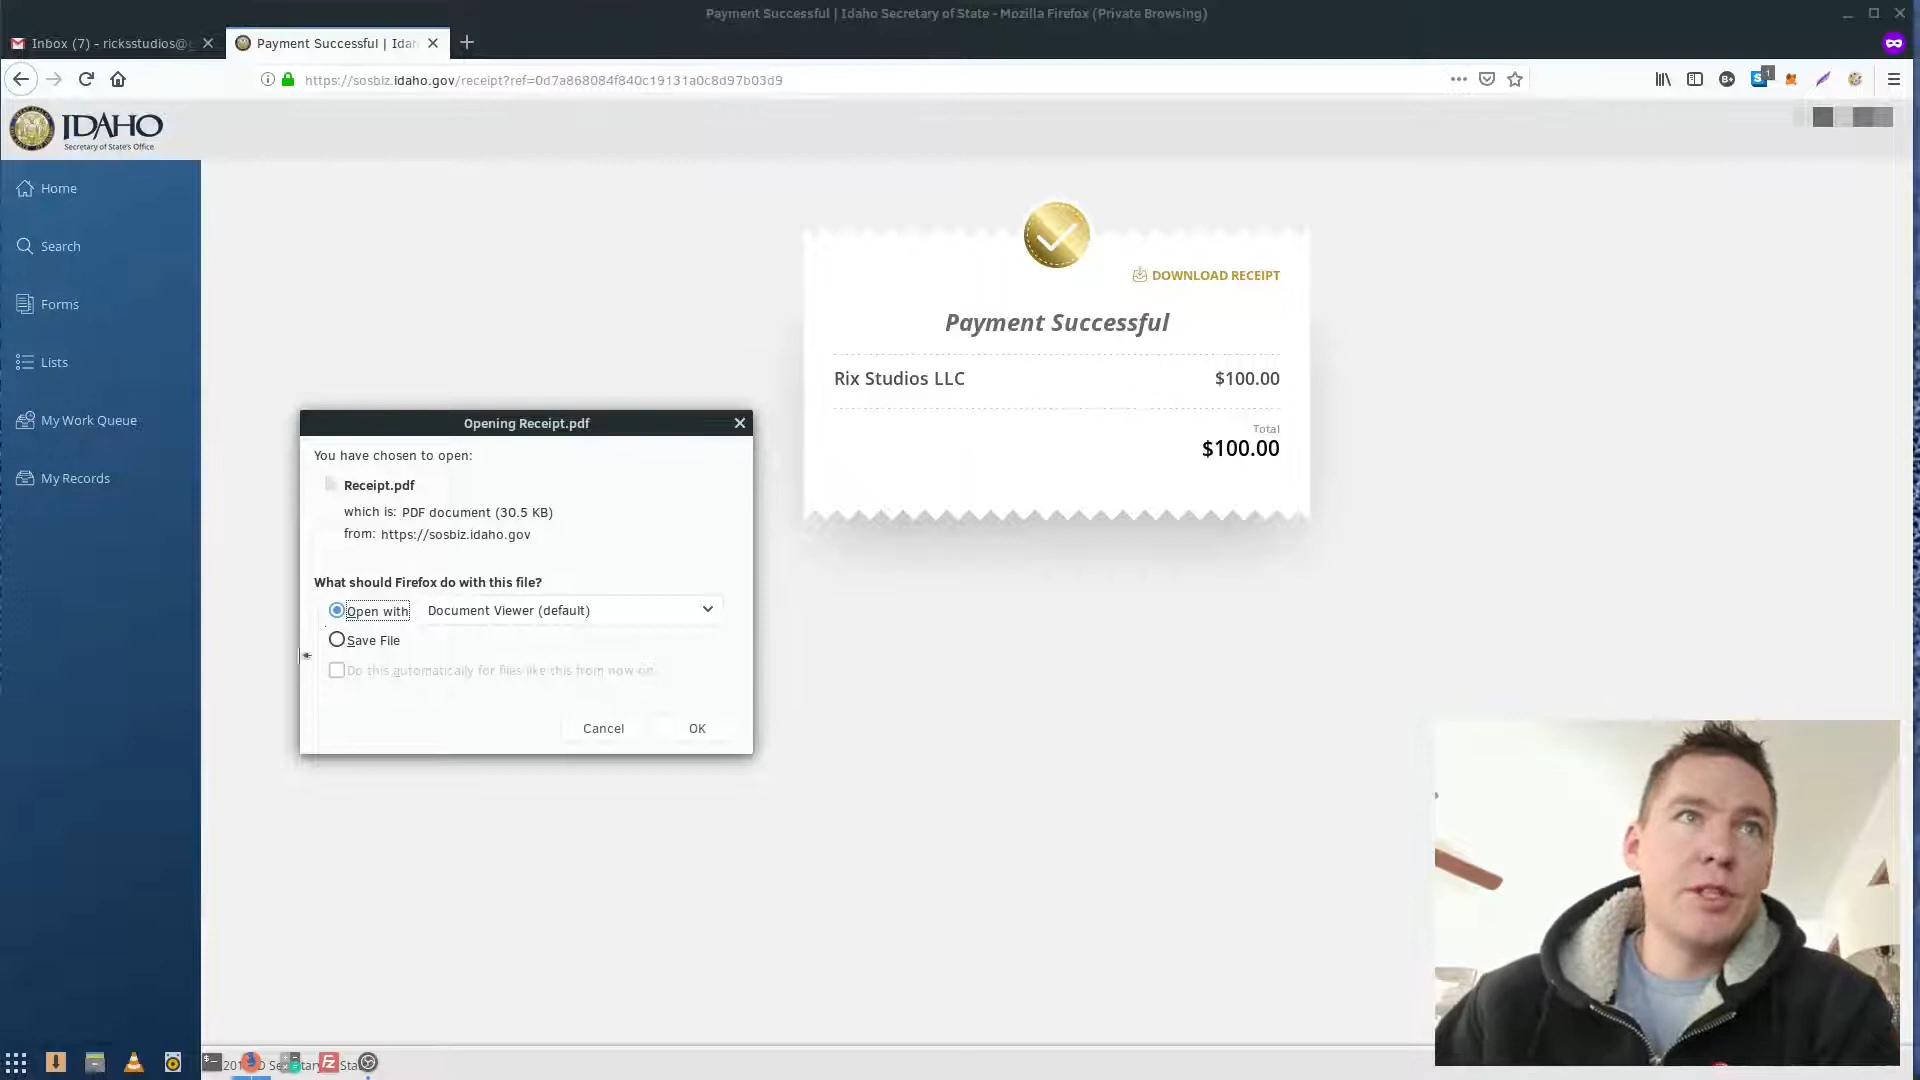 Payment Successful | Idaho Secretary of State - Mozilla Firefox (Private Browsing)
Inbox (7) - ricksstudios@
Payment Successful | Idah
https://sosbiz.idaho.gov/receipt?ref=0d7a868084f840c19131a0c8d97b03d9
S
1
IDAHO
Secretary of State's Office
Home
Search
Forms
Lists
My Work Queue
My Records
DOWNLOAD RECEIPT
Payment Successful
Rix Studios LLC
$100.00
Total
$100.00
Opening Receipt.pdf
You have chosen to open:
Receipt.pdf
which is: PDF document (30.5 KB)
from: https://sosbiz.idaho.gov
What should Firefox do with this file?
Open with
Document Viewer (default)
Save File
Do this automatically for files like this from now on.
Cancel
OK
Fz